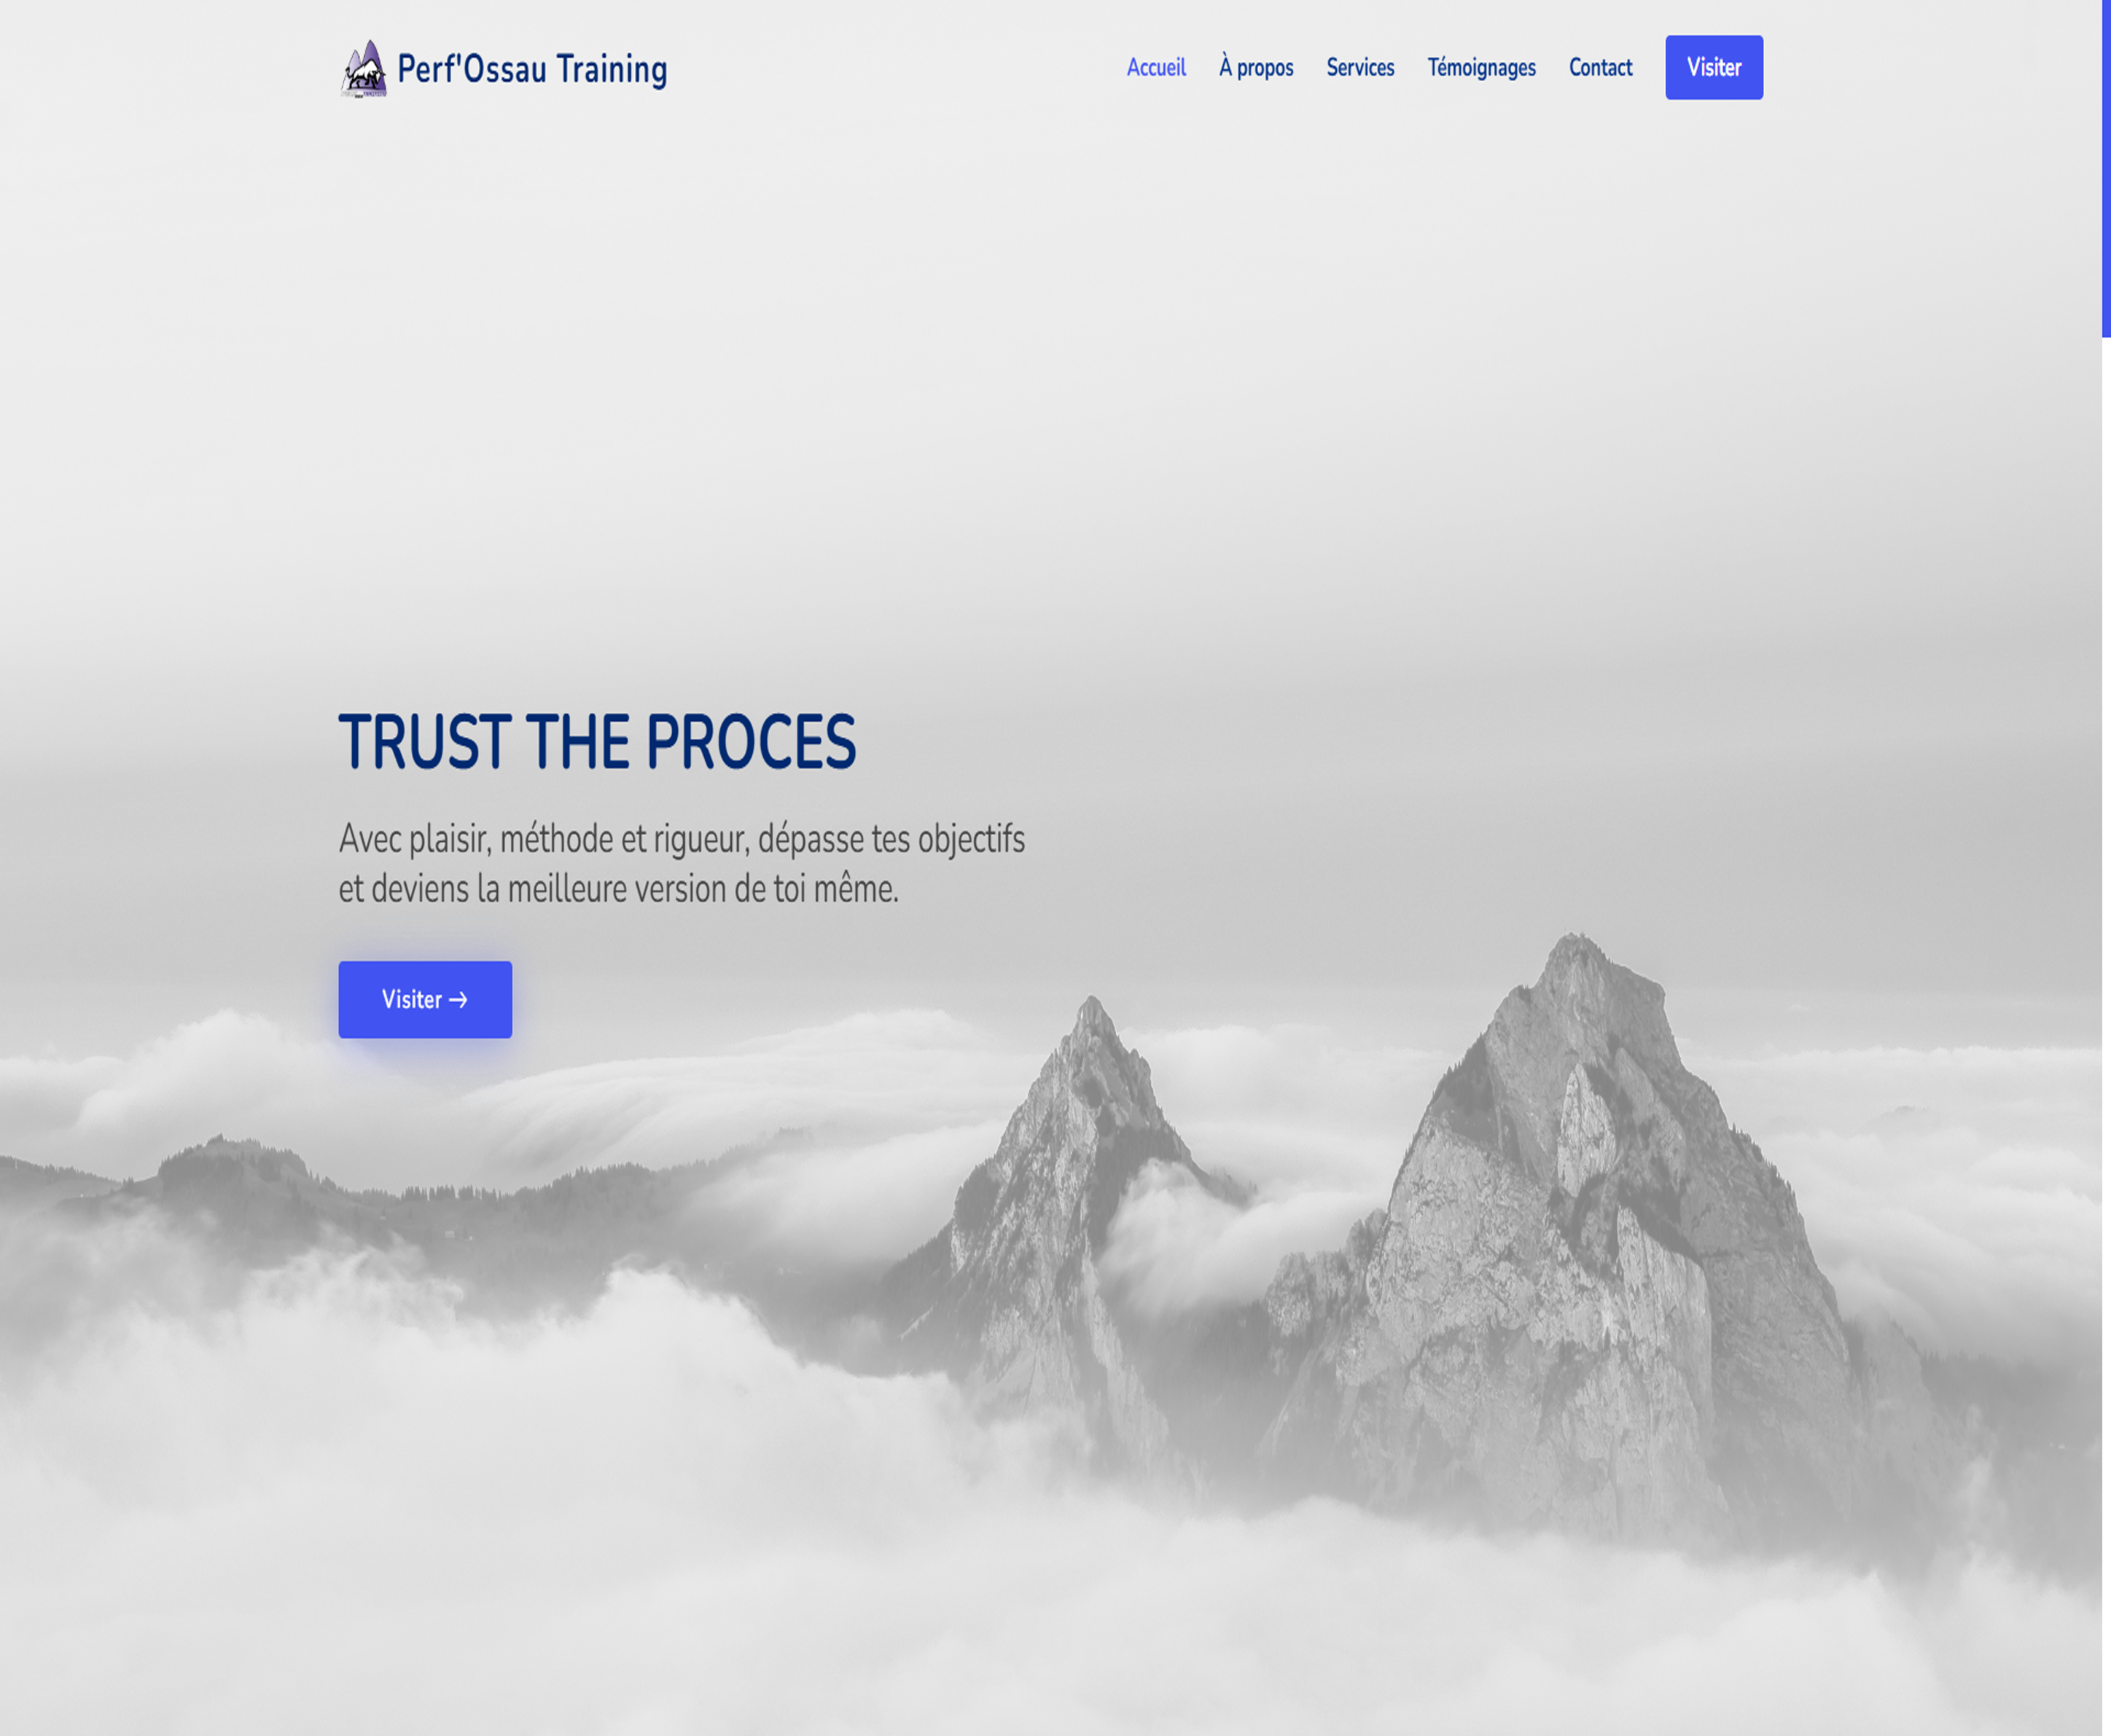 Perf'Ossau Training
Accueil
À propos
Services
Témoignages
Contact
Visiter
TRUST THE PROCES
Avec plaisir, méthode et rigueur, dépasse tes objectifs
et deviens la meilleure version de toi même.
Visiter →